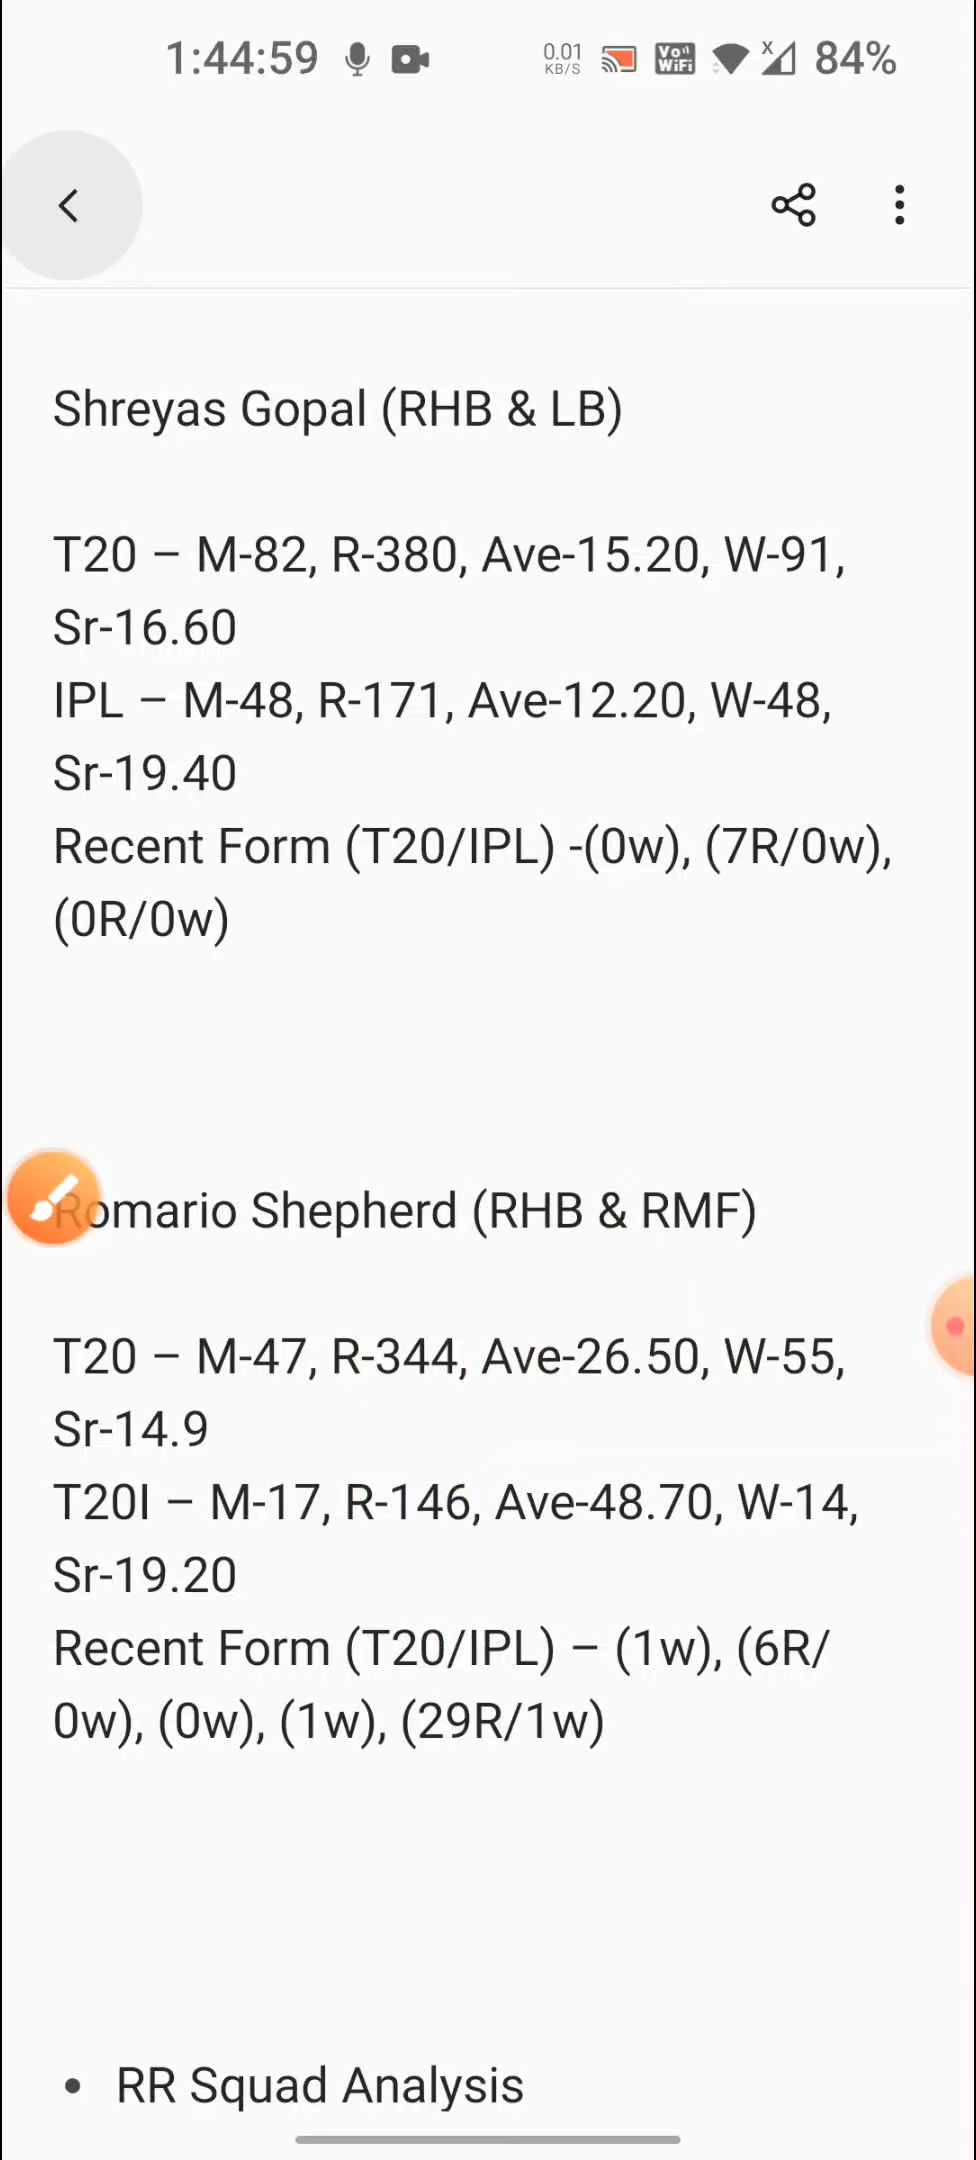 1:44:59 0.01 KB/S Vo WiFi X 84%
Shreyas Gopal (RHB & LB)
T20 – M-82, R-380, Ave-15.20, W-91,
Sr-16.60
IPL – M-48, R-171, Ave-12.20, W-48,
Sr-19.40
Recent Form (T20/IPL) -(0w), (7R/0w),
(0R/0w)
Romario Shepherd (RHB & RMF)
T20 – M-47, R-344, Ave-26.50, W-55,
Sr-14.9
T20I – M-17, R-146, Ave-48.70, W-14,
Sr-19.20
Recent Form (T20/IPL) – (1w), (6R/
0w), (0w), (1w), (29R/1w)
• RR Squad Analysis